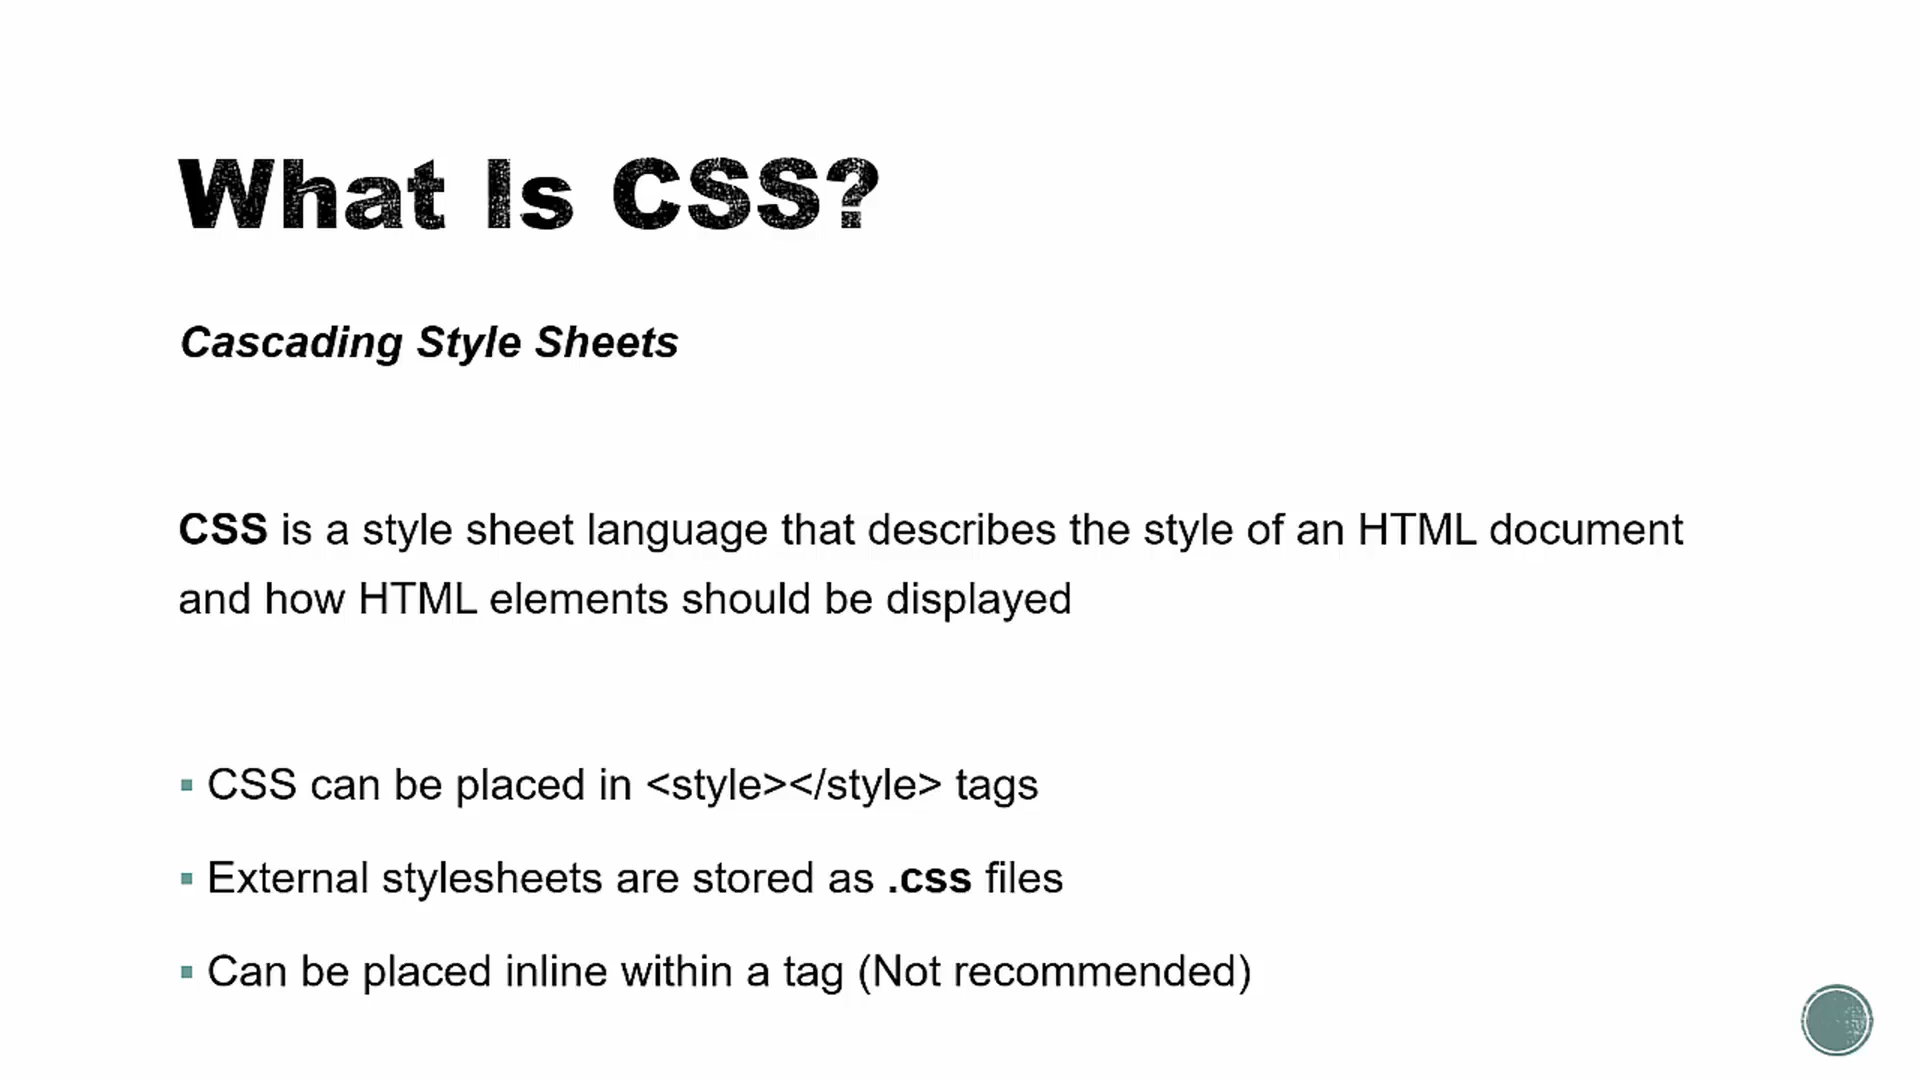 What Is CSS?
Cascading Style Sheets
CSS is a style sheet language that describes the style of an HTML document
and how HTML elements should be displayed
▪ CSS can be placed in <style></style> tags
▪ External stylesheets are stored as .css files
▪ Can be placed inline within a tag (Not recommended)